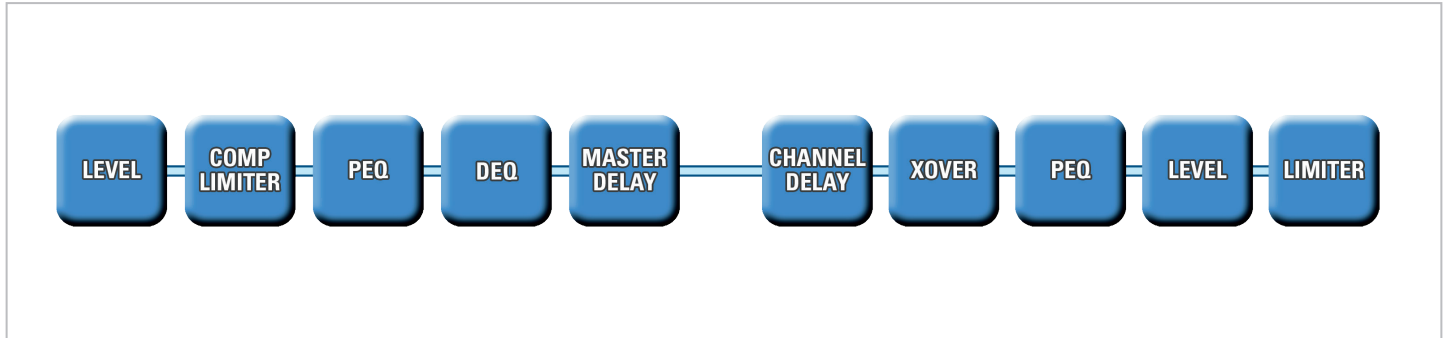 LEVEL
COMP
LIMITER
PEQ
DEQ
MASTER
DELAY
CHANNEL
DELAY
XOVER
PEQ
LEVEL
LIMITER